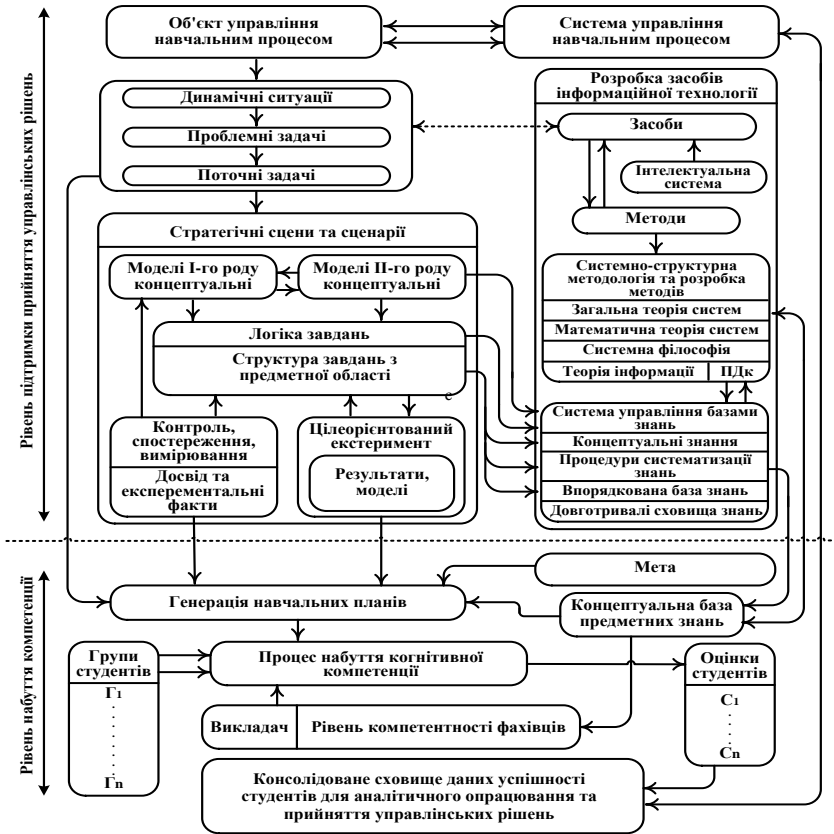 Об'єкт управління
навчальним процесом
Система управління
навчальним процесом
Рівень підтримки прийняття управлінських рішень
Динамічні ситуації
Проблемні задачі
Поточні задачі
Розробка засобів
інформаційної технології
Засоби
Інтелектуальна
система
Методи
Стратегічні сцени та сценарії
Моделі I-го роду
концептуальні
Моделі II-го роду
концептуальні
Системно-структурна
методологія та розробка
методів
Загальна теорія систем
Математична теорія систем
Системна філософія
Теорія інформації
ПДк
Логіка завдань
Структура завдань з
предметної області
с
Контроль,
спостереження,
вимірювання
Досвід та
експерементальні
факти
Цілеорієнтований
екстеримент
Результати,
моделі
Система управління базами
знань
Концептуальні знання
Процедури систематизації
знань
Впорядкована база знань
Довготривалі сховища знань
Рівень набуття компетенції
Мета
Генерація навчальних планів
Концептуальна база
предметних знань
Групи
студентів
Г1
Гn
Процес набуття когнітивної
компетенції
Оцінки
студентів
C1
Cn
Викладач
Рівень компетентності фахівців
Консолідоване сховище даних успішності
студентів для аналітичного опрацювання та
прийняття управлінських рішень